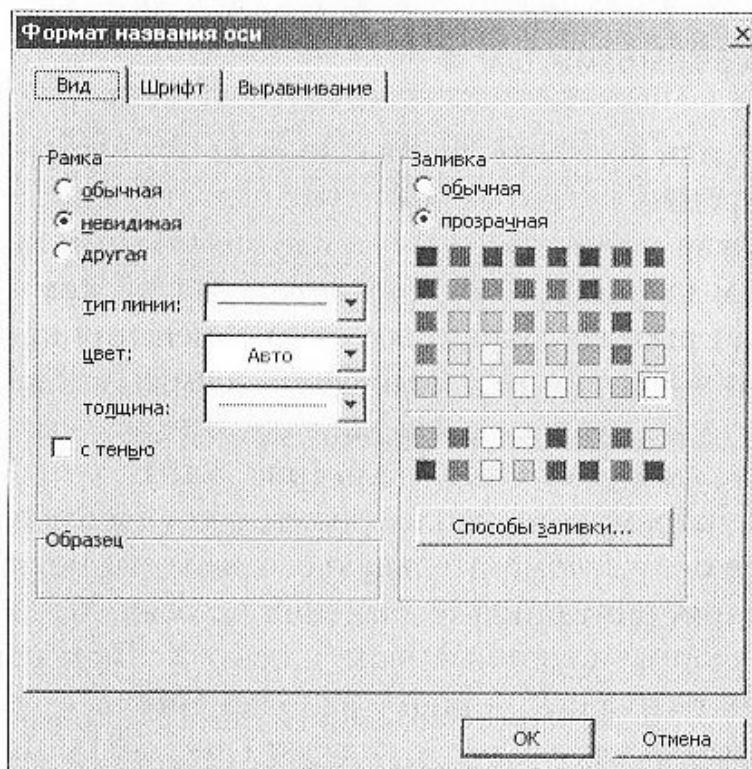 Формат названия оси
Вид
Шрифт
Выравнивание
Рамка
обычная
невидимая
другая
тип линии:
цвет:
Авто
толщина:
с тенью
Образец
Заливка
обычная
прозрачная
Способы заливки...
ОК
Отмена